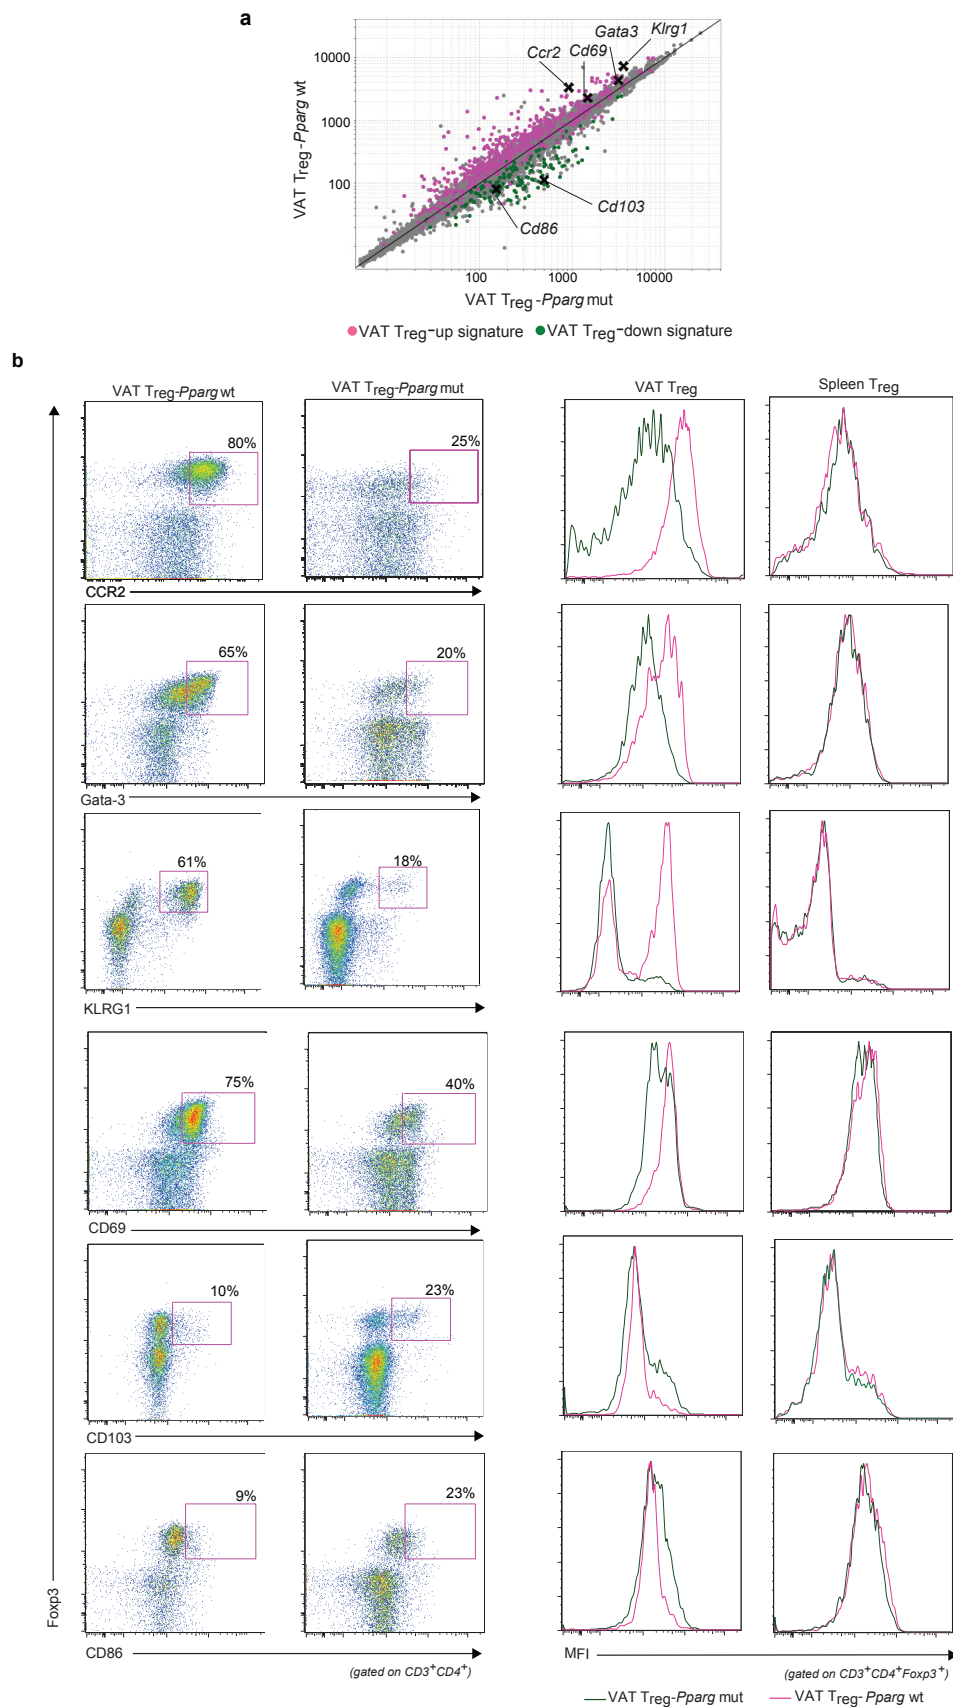 a
VAT Treg-Pparg wt
10000
1000
100
Gata3
Klrg1
Ccr2
Cd69
Cd103
Cd86
100
1000
10000
VAT Treg-Pparg mut
VAT Treg-up signature
VAT Treg-down signature
b
VAT Treg-Pparg wt
VAT Treg-Pparg mut
VAT Treg
Spleen Treg
80%
25%
CCR2
65%
20%
Gata-3
61%
18%
KLRG1
75%
40%
CD69
10%
23%
CD103
9%
23%
Foxp3
CD86
MFI
(gated on CD3+CD4+)
(gated on CD3+CD4+Foxp3+)
VAT Treg-Pparg mut
VAT Treg-Pparg wt